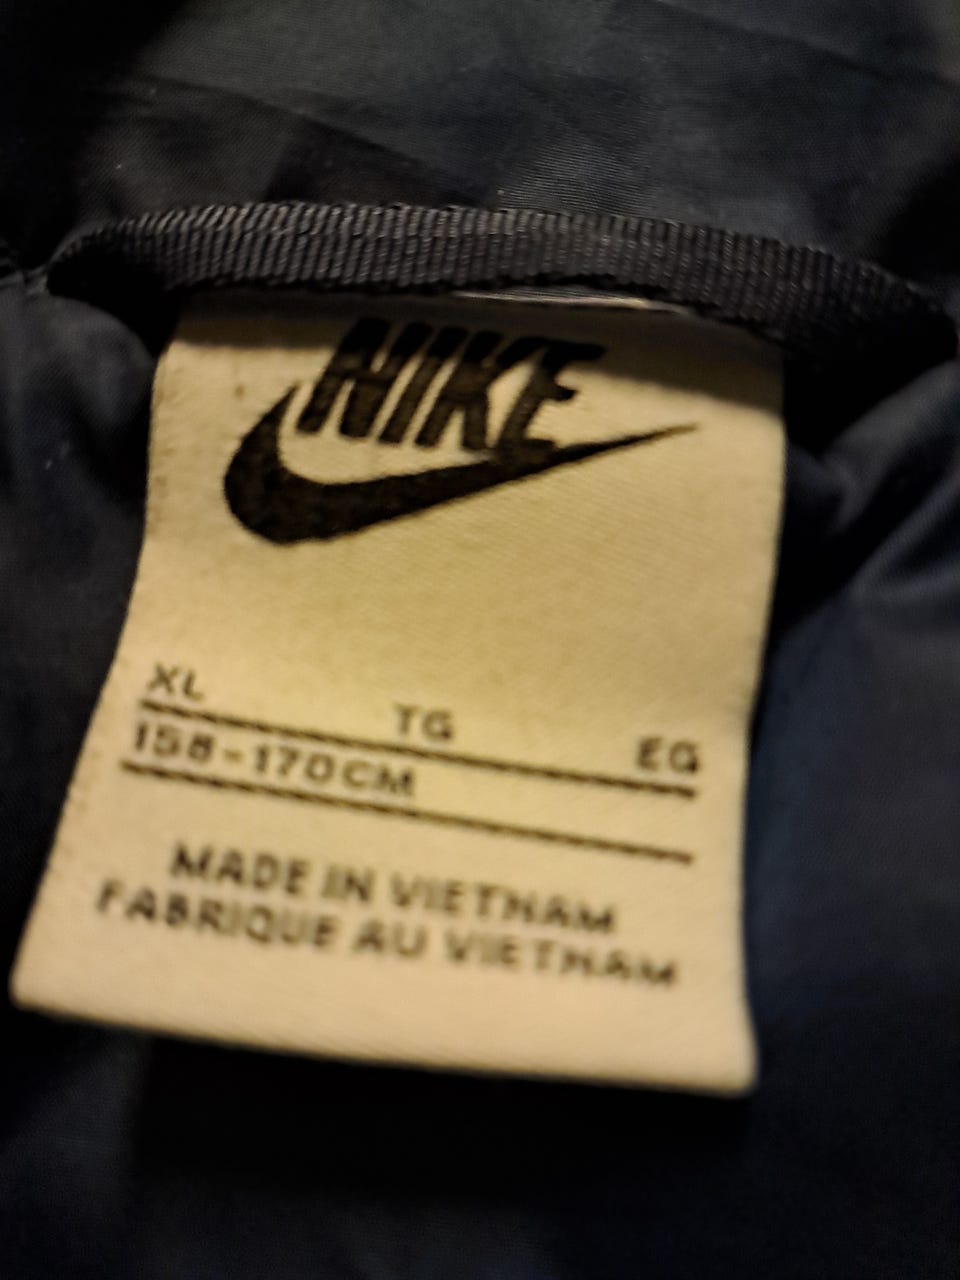 NIKE
XL TG EG
158-170CM
MADE IN VIETNAM
FABRIQUE AU VIETNAM